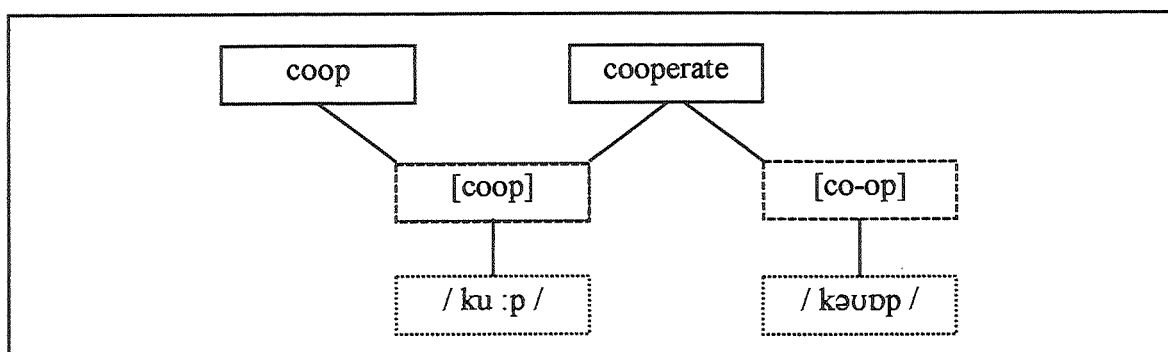 coop cooperate
[coop] [co-op]
/ ku :p / / kəʊɒp /